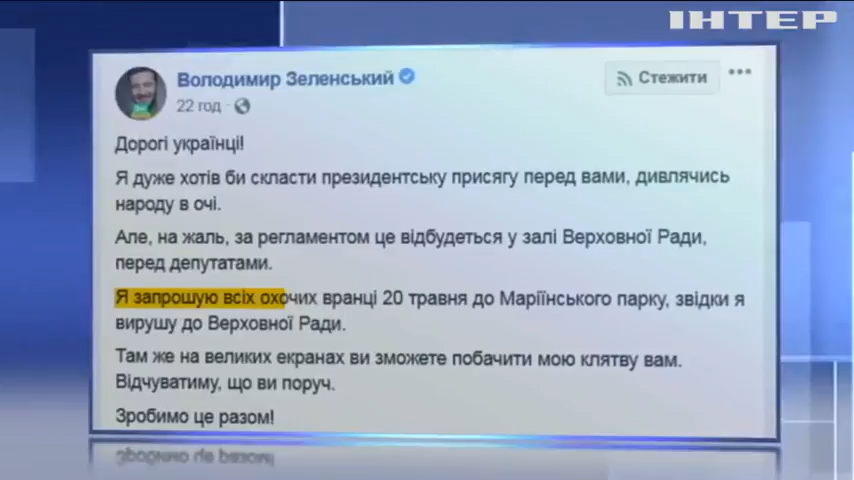 ІНТЕР
Володимир Зеленський
Стежити
22 год
Дорогі українці!
Я дуже хотів би скласти президентську присягу перед вами, дивлячись
народу в очі.
Але, на жаль, за регламентом це відбудеться у залі Верховної Ради,
перед депутатами.
Я запрошую всіх охочих вранці 20 травня до Маріїнського парку, звідки я
вирушу до Верховної Ради.
Там же на великих екранах ви зможете побачити мою клятву вам.
Відчуватиму, що ви поруч.
Зробимо це разом!